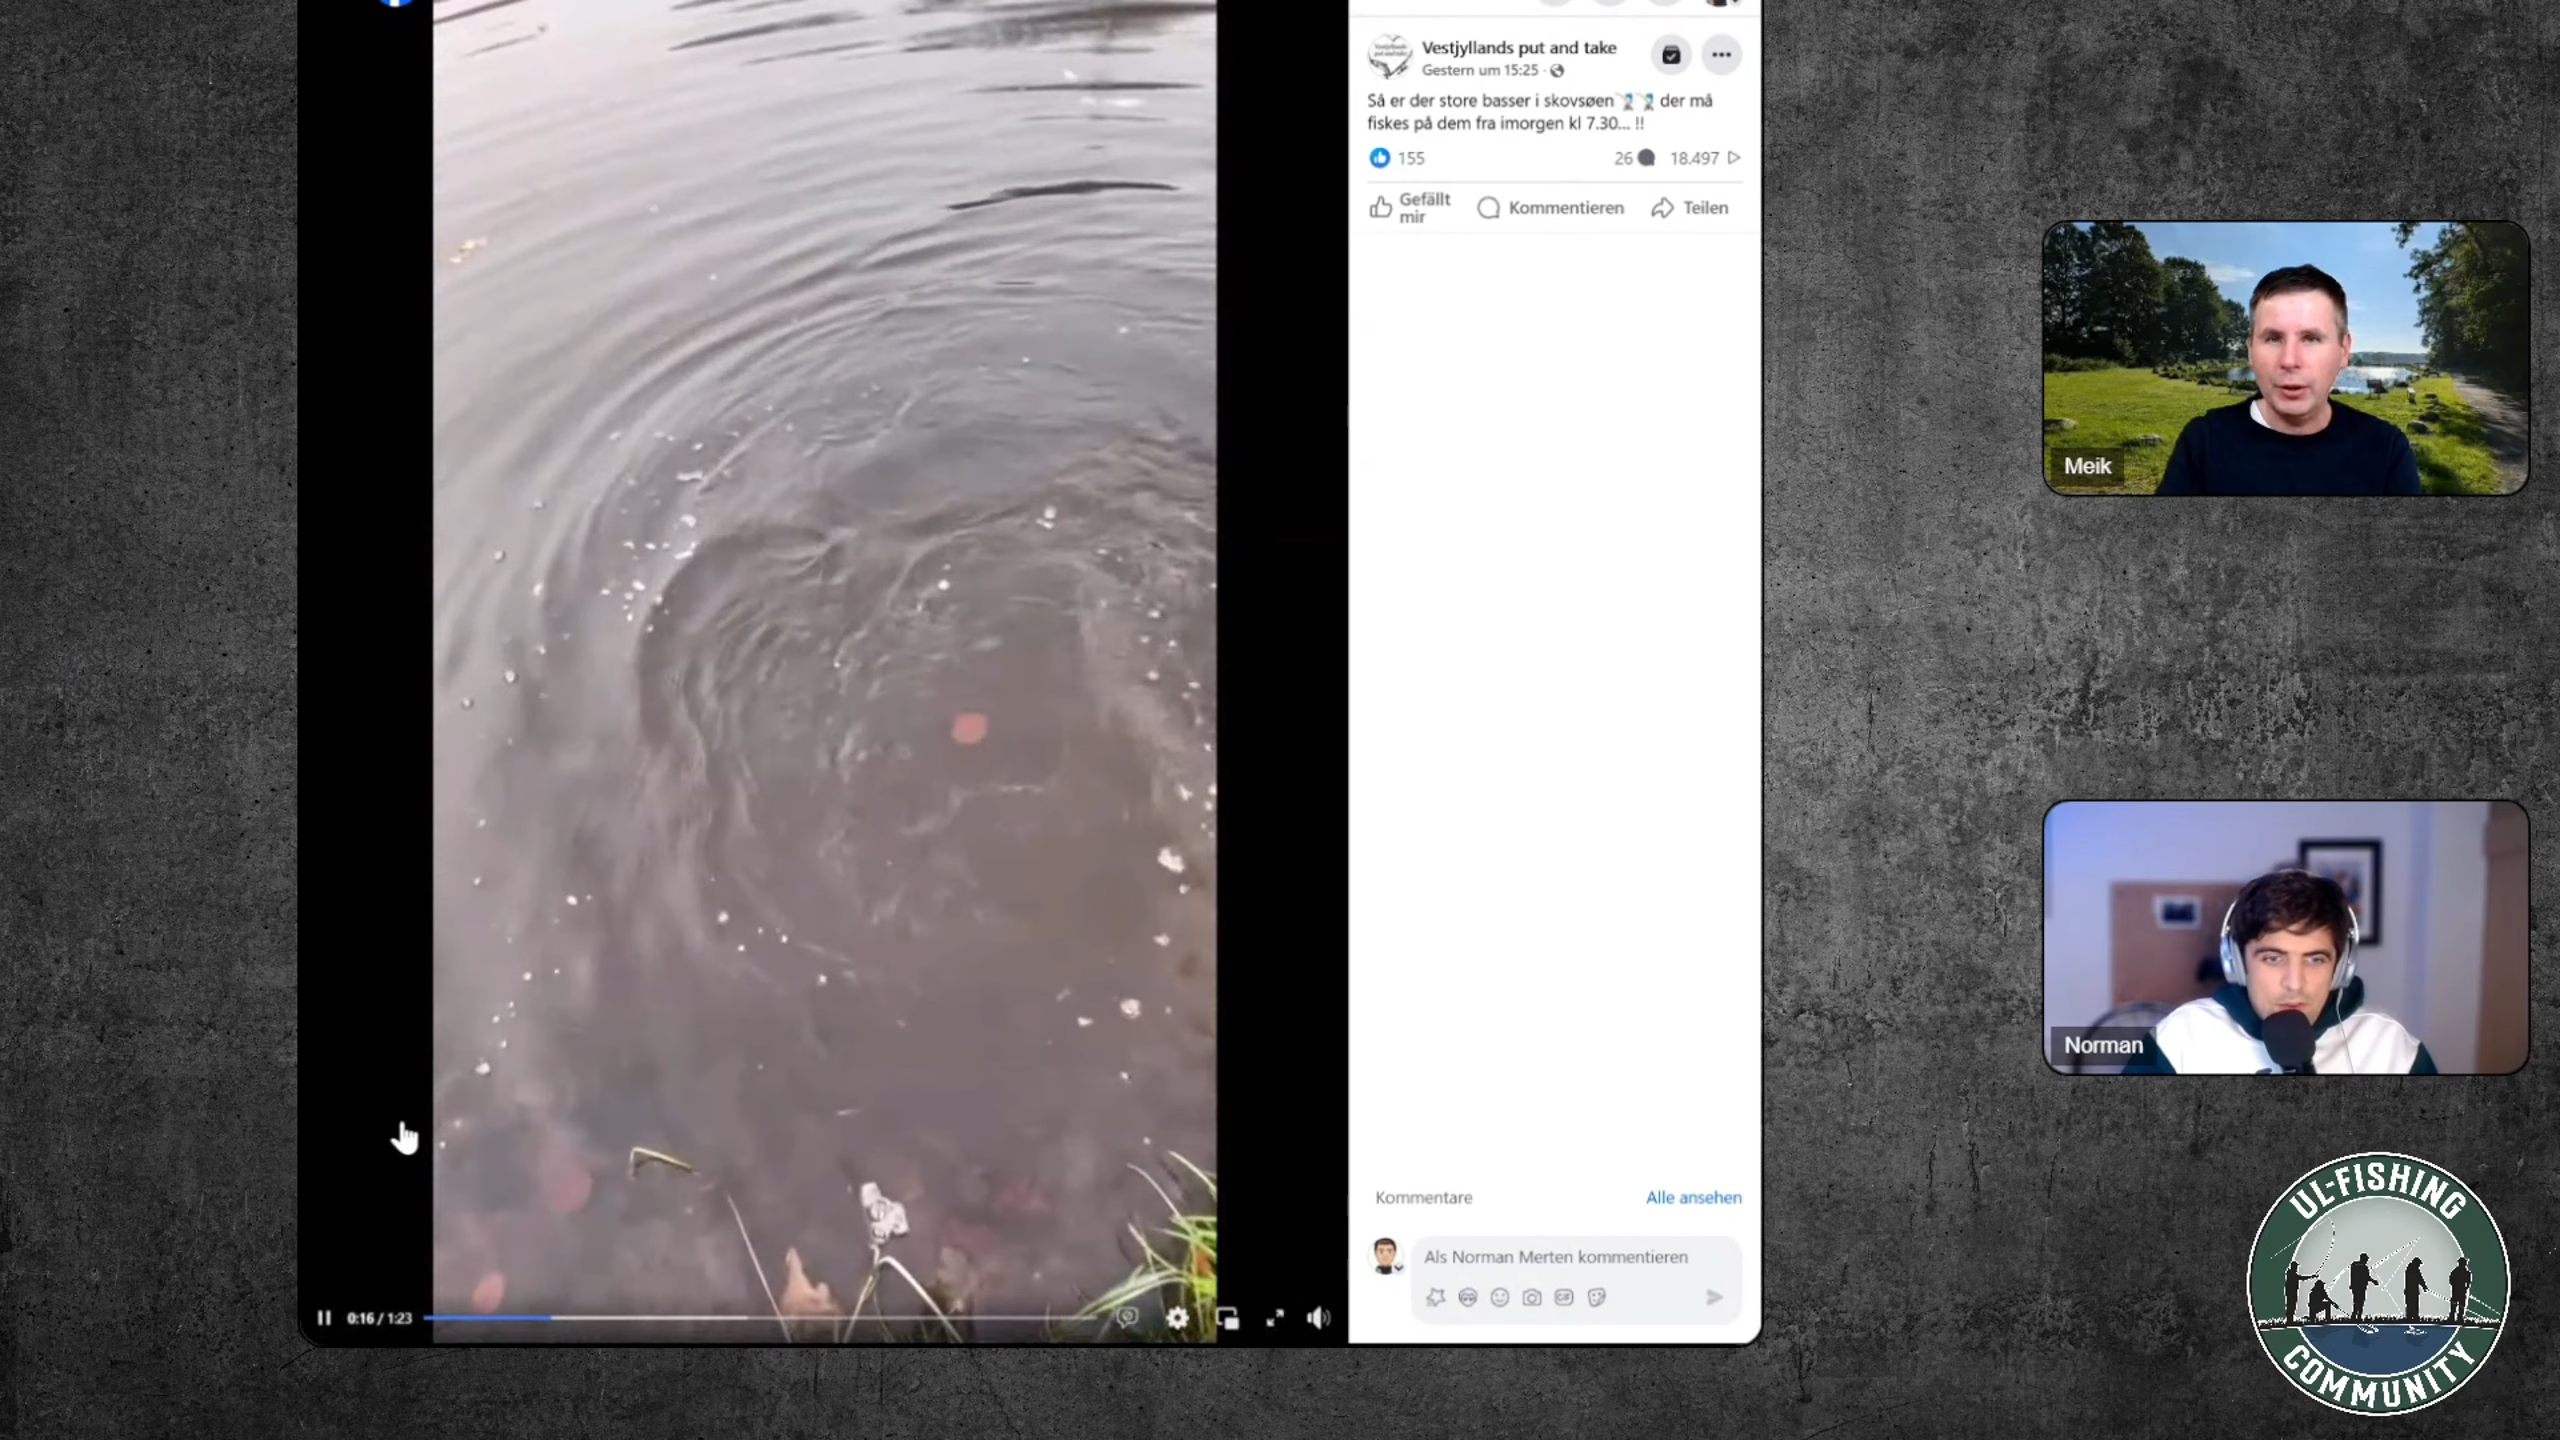 Vestjyllands put and take
Gestern um 15:25 ·
Så er der store basser i skovsøen der må
fiskes på dem fra imorgen kl 7.30... !!
155
26 18.497
Gefällt
mir
Kommentieren
Teilen
Kommentare
Alle ansehen
Als Norman Merten kommentieren
0:16 / 1:23
Meik
Norman
UL-FISHING
COMMUNITY